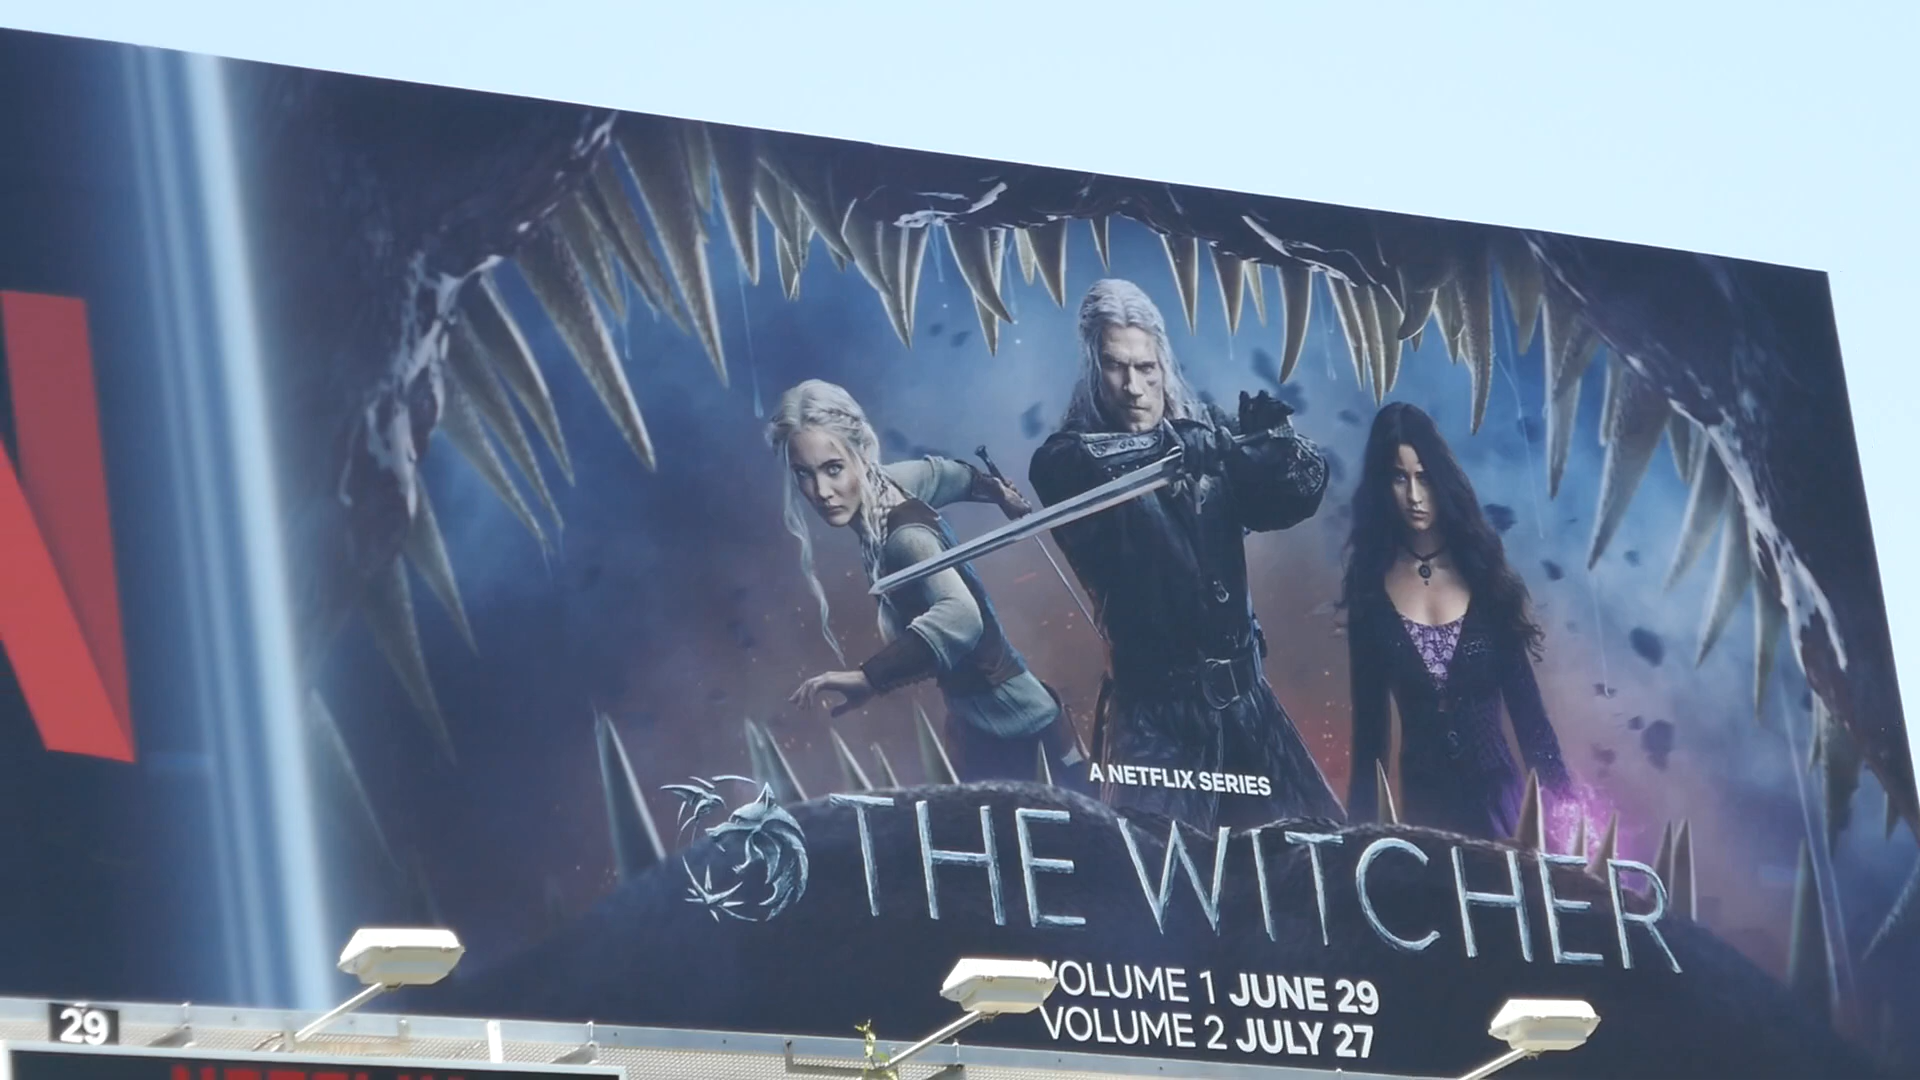 A NETFLIX SERIES
THE WITCHER
VOLUME 1 JUNE 29
VOLUME 2 JULY 27
29